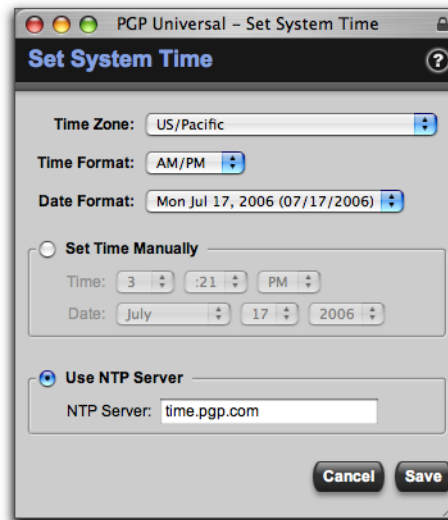 PGP Universal – Set System Time
Set System Time ?
Time Zone: US/Pacific
Time Format: AM/PM
Date Format: Mon Jul 17, 2006 (07/17/2006)
Set Time Manually
Time: 3 :21 PM
Date: July 17 2006
Use NTP Server
NTP Server: time.pgp.com
Cancel Save